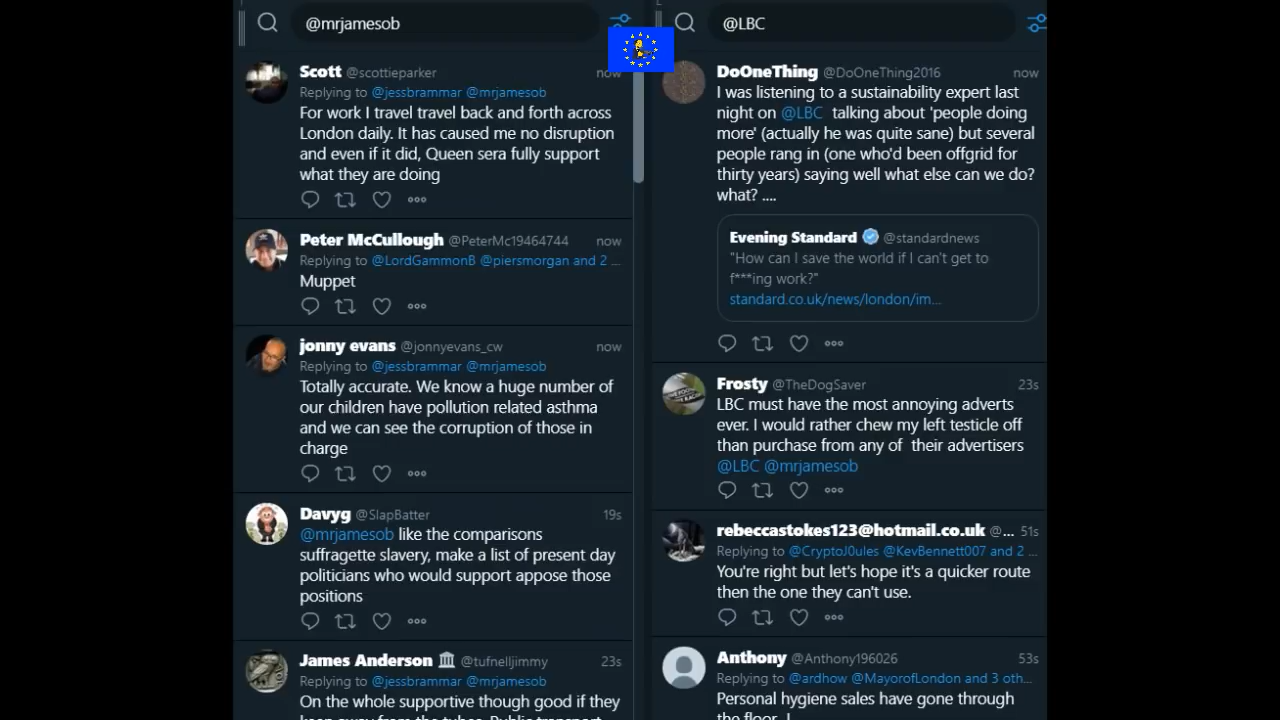 @mrjamesob
Scott @scottieparker now
Replying to @jessbrammar @mrjamesob
For work I travel travel back and forth across
London daily. It has caused me no disruption
and even if it did, Queen sera fully support
what they are doing
Peter McCullough @PeterMc19464744 now
Replying to @LordGammonB @piersmorgan and 2 ...
Muppet
jonny evans @jonnyevans_cw now
Replying to @jessbrammar @mrjamesob
Totally accurate. We know a huge number of
our children have pollution related asthma
and we can see the corruption of those in
charge
Davyg @SlapBatter 19s
@mrjamesob like the comparisons
suffragette slavery, make a list of present day
politicians who would support appose those
positions
James Anderson @tufnelljimmy 23s
Replying to @jessbrammar @mrjamesob
On the whole supportive though good if they
keep away from the tubes. Public transport
@LBC
DoOneThing @DoOneThing2016 now
I was listening to a sustainability expert last
night on @LBC talking about 'people doing
more' (actually he was quite sane) but several
people rang in (one who'd been offgrid for
thirty years) saying well what else can we do?
what? ....
Evening Standard @standardnews
"How can I save the world if I can't get to
f***ing work?"
standard.co.uk/news/london/im...
Frosty @TheDogSaver 23s
LBC must have the most annoying adverts
ever. I would rather chew my left testicle off
than purchase from any of their advertisers
@LBC @mrjamesob
rebeccastokes123@hotmail.co.uk @... 51s
Replying to @CryptoJ0ules @KevBennett007 and 2 ...
You're right but let's hope it's a quicker route
then the one they can't use.
Anthony @Anthony196026 53s
Replying to @ardhow @MayorofLondon and 3 oth...
Personal hygiene sales have gone through
the floor. I